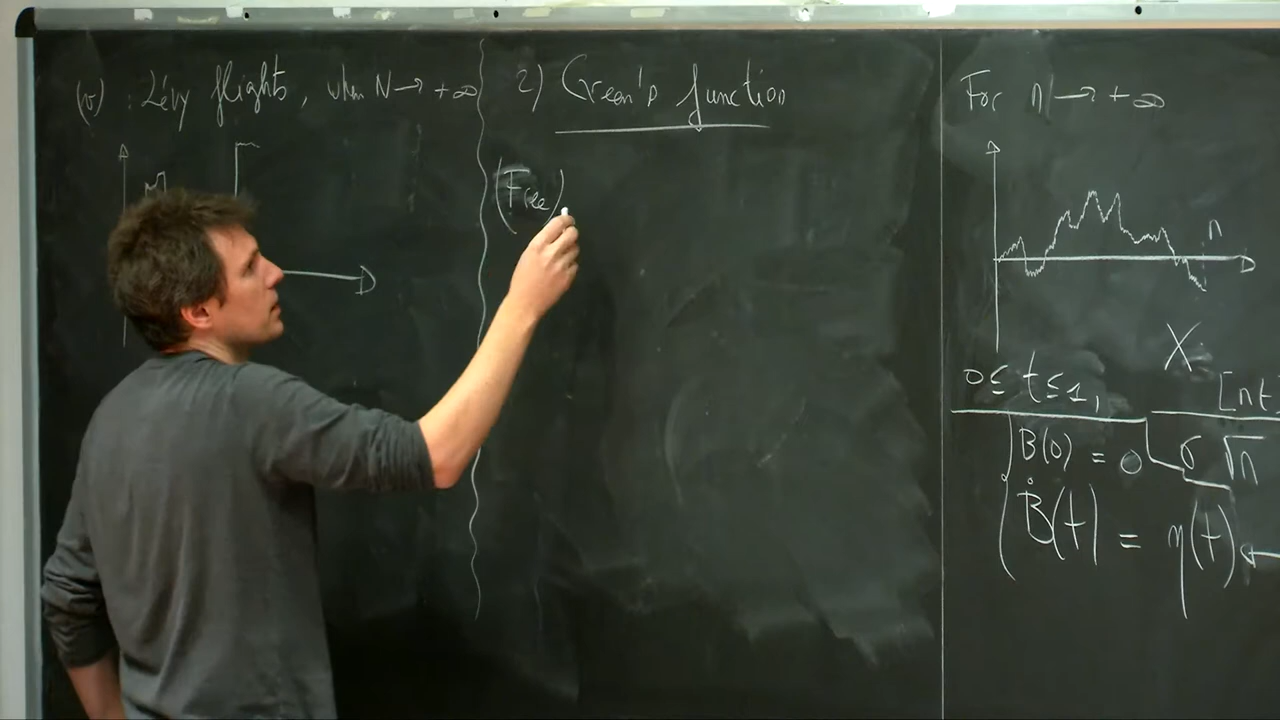 (v) : Lévy flights, when N → +∞
2) Green's function
(Free)
For n → +∞
n
X
0 ≤ t ≤ 1,
[nt
B(0) = 0
σ √n
Ḃ(t) = η(t) ←